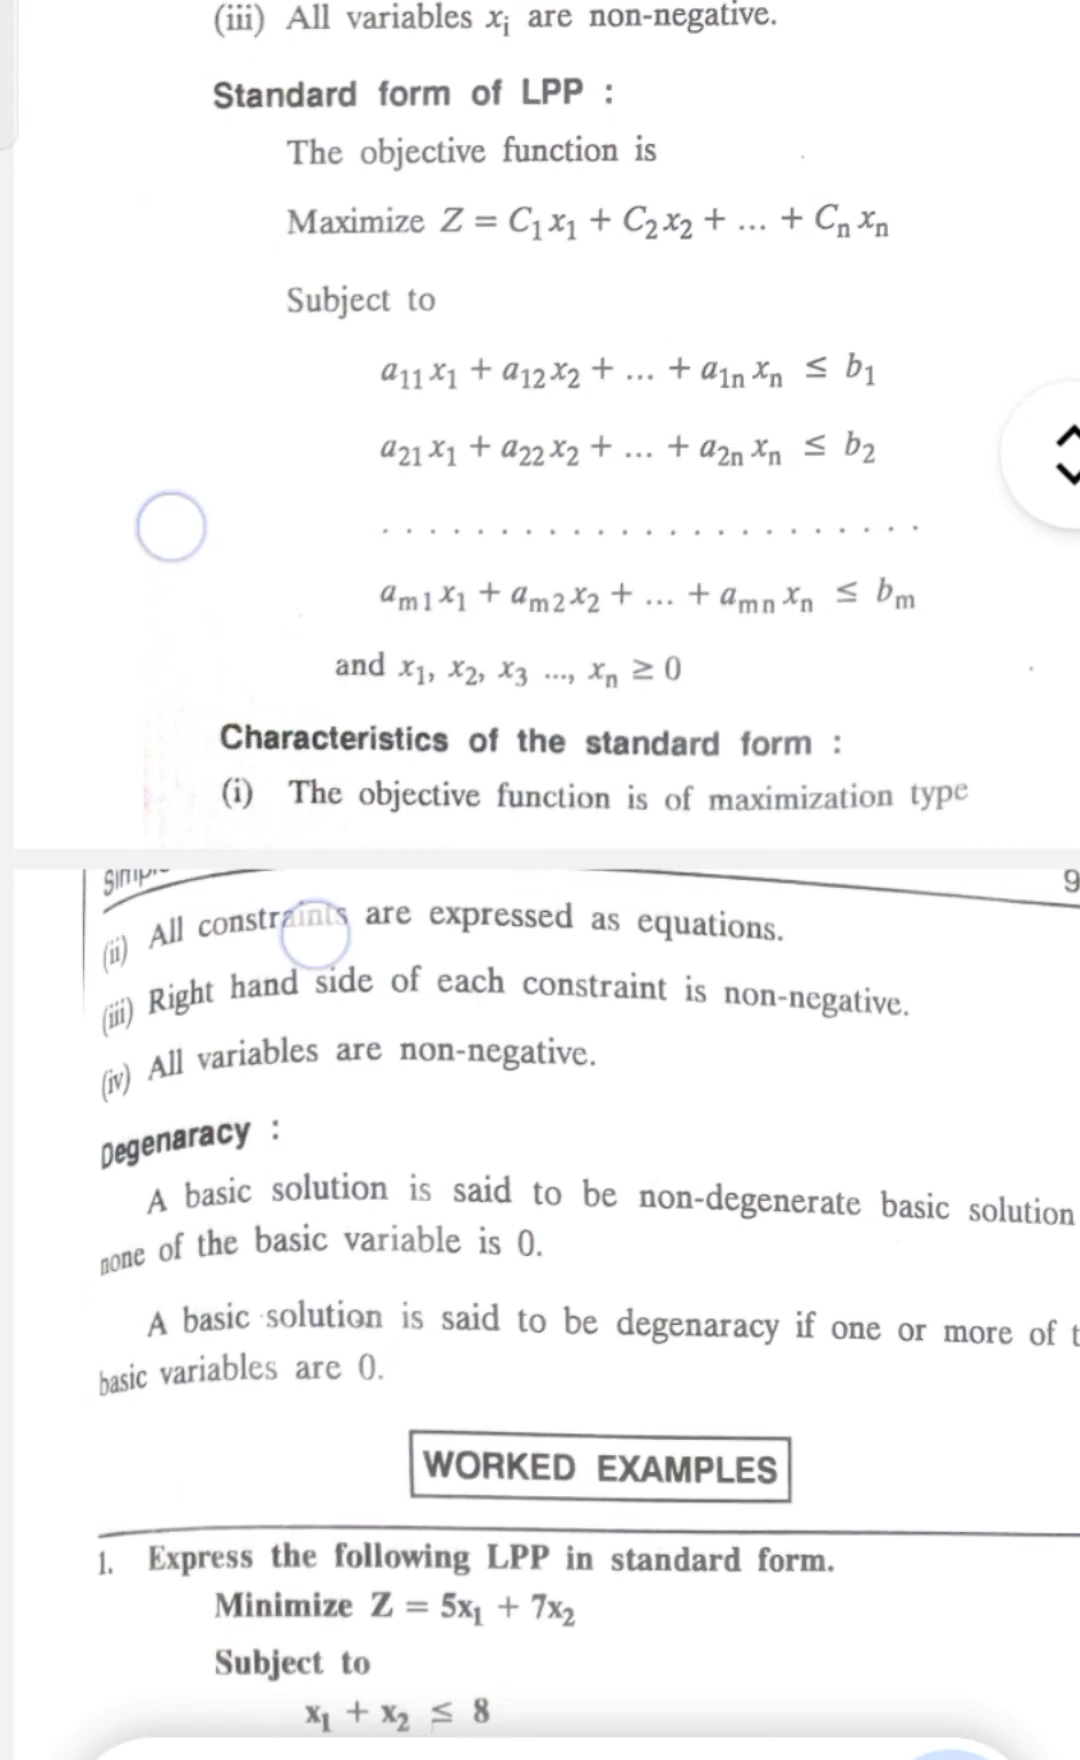 (iii) All variables xᵢ are non-negative.
Standard form of LPP :
The objective function is
Maximize Z = C₁x₁ + C₂x₂ + ... + Cₙxₙ
Subject to
a₁₁x₁ + a₁₂x₂ + ... + a₁ₙxₙ ≤ b₁
a₂₁x₁ + a₂₂x₂ + ... + a₂ₙxₙ ≤ b₂
. . . . . . . . . . . . . . . . . . . . . . .
aₘ₁x₁ + aₘ₂x₂ + ... + aₘₙxₙ ≤ bₘ
and x₁, x₂, x₃ ..., xₙ ≥ 0
Characteristics of the standard form :
(i) The objective function is of maximization type
9
(ii) All constraints are expressed as equations.
(iii) Right hand side of each constraint is non-negative.
(iv) All variables are non-negative.
Degenaracy :
A basic solution is said to be non-degenerate basic solution
none of the basic variable is 0.
A basic solution is said to be degenaracy if one or more of t
basic variables are 0.
WORKED EXAMPLES
1. Express the following LPP in standard form.
Minimize Z = 5x₁ + 7x₂
Subject to
x₁ + x₂ ≤ 8